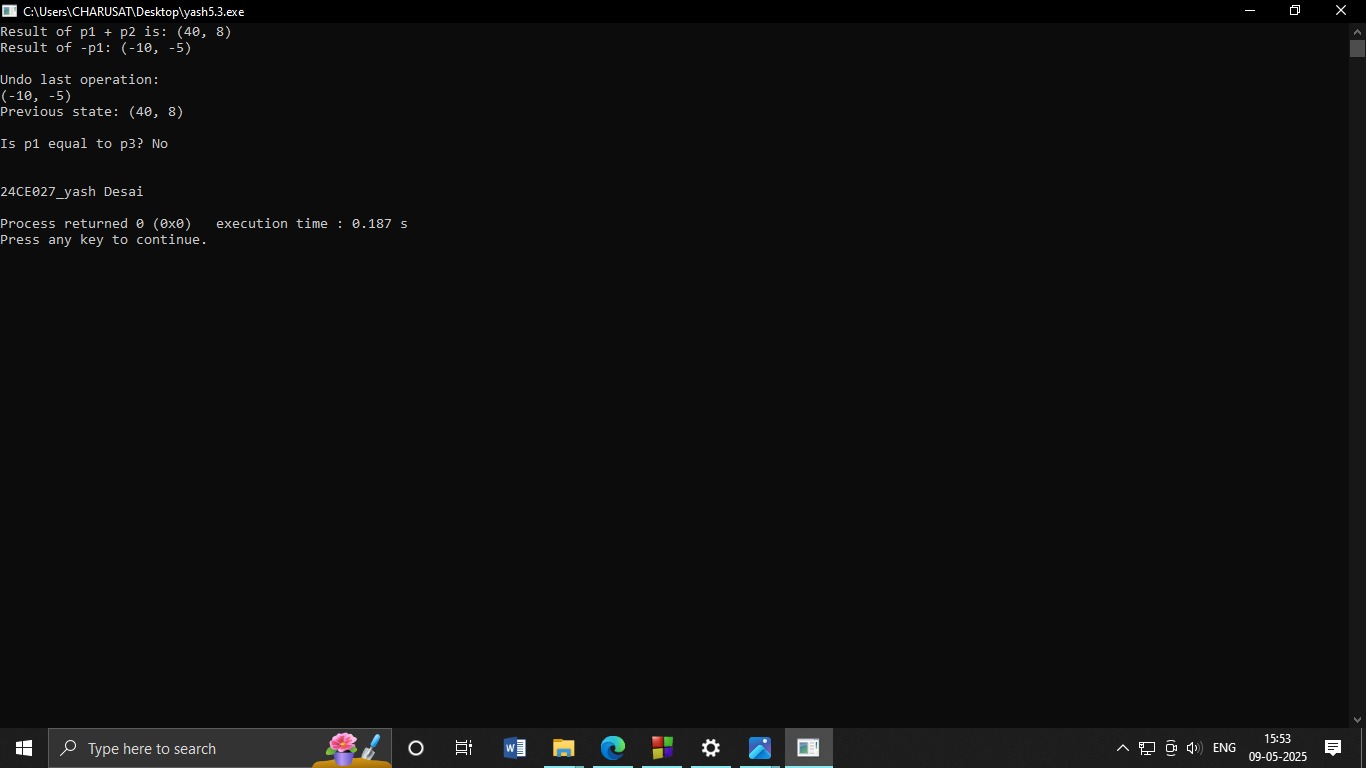 C:\Users\CHARUSAT\Desktop\yash5.3.exe
Result of p1 + p2 is: (40, 8)
Result of -p1: (-10, -5)
Undo last operation:
(-10, -5)
Previous state: (40, 8)
Is p1 equal to p3? No
24CE027_yash Desai
Process returned 0 (0x0)   execution time : 0.187 s
Press any key to continue.
Type here to search
W
ENG
15:53
09-05-2025